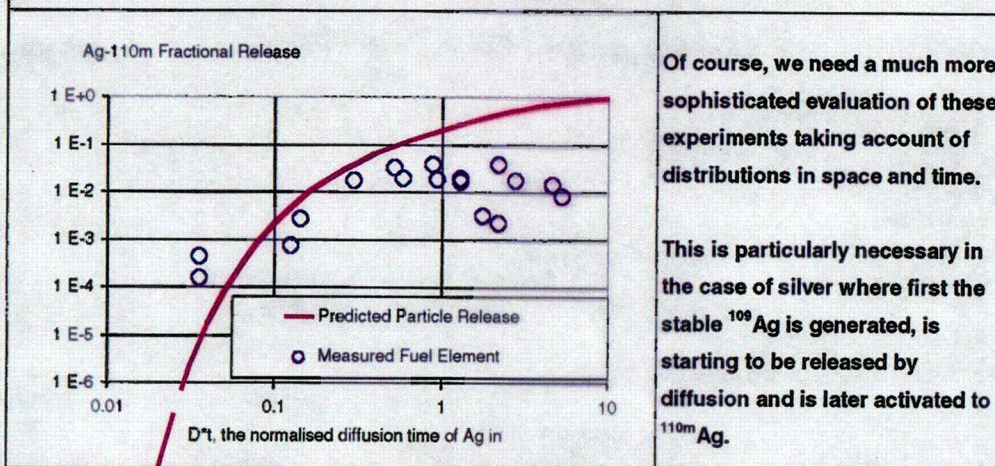 Ag-110m Fractional Release
1 E+0
1 E-1
1 E-2
1 E-3
1 E-4
1 E-5
1 E-6
Predicted Particle Release
Measured Fuel Element
0.01
0.1
1
10
D*t, the normalised diffusion time of Ag in
Of course, we need a much more
sophisticated evaluation of these
experiments taking account of
distributions in space and time.
This is particularly necessary in
the case of silver where first the
stable ¹⁰⁹Ag is generated, is
starting to be released by
diffusion and is later activated to
¹¹⁰ᵐAg.